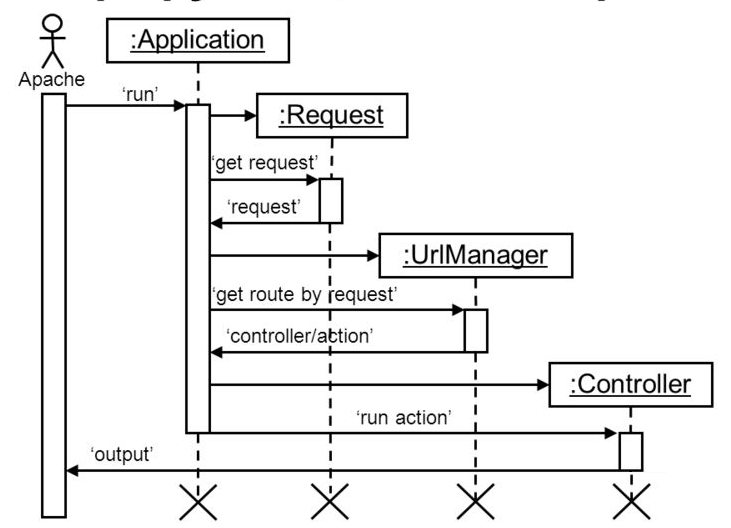 :Application
Apache
'run'
:Request
'get request'
'request'
:UrlManager
'get route by request'
'controller/action'
:Controller
'run action'
'output'